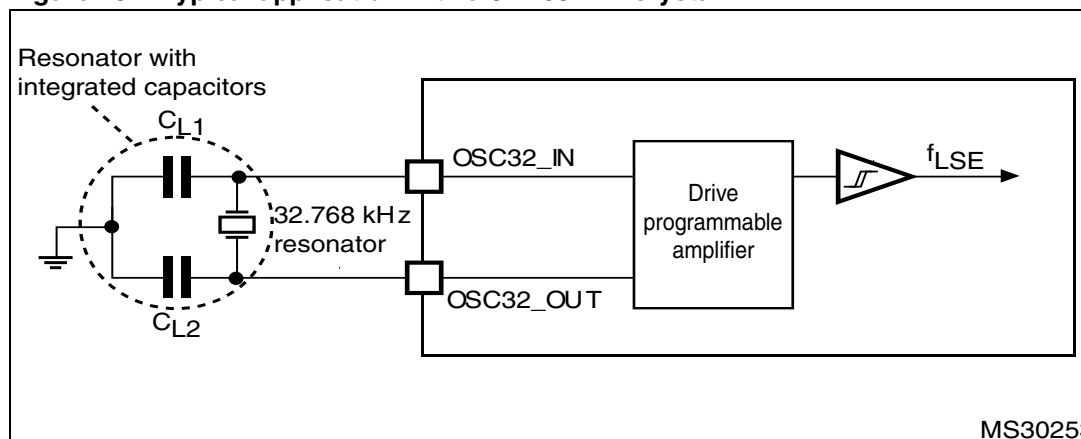 Resonator with
integrated capacitors
CL1
OSC32_IN
fLSE
32.768 kHz
resonator
Drive
programmable
amplifier
OSC32_OUT
CL2